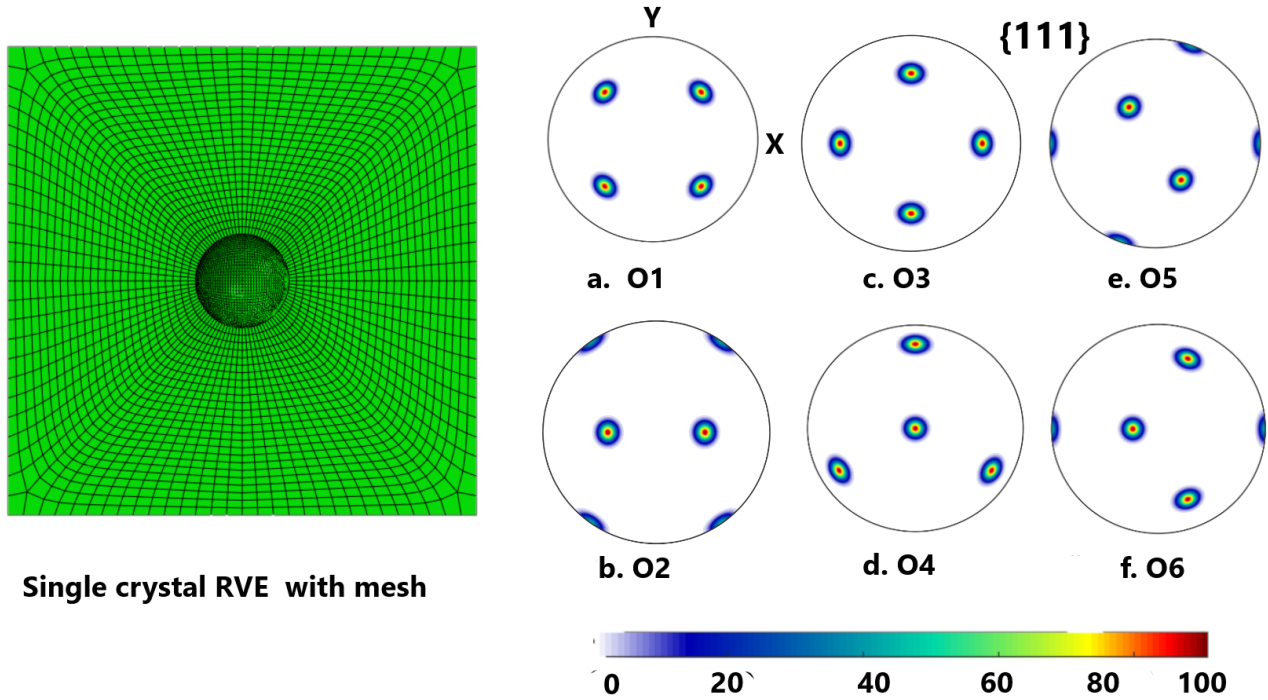 Y
{111}
X
a. O1
c. O3
e. O5
b. O2
d. O4
f. O6
Single crystal RVE with mesh
0 20 40 60 80 100